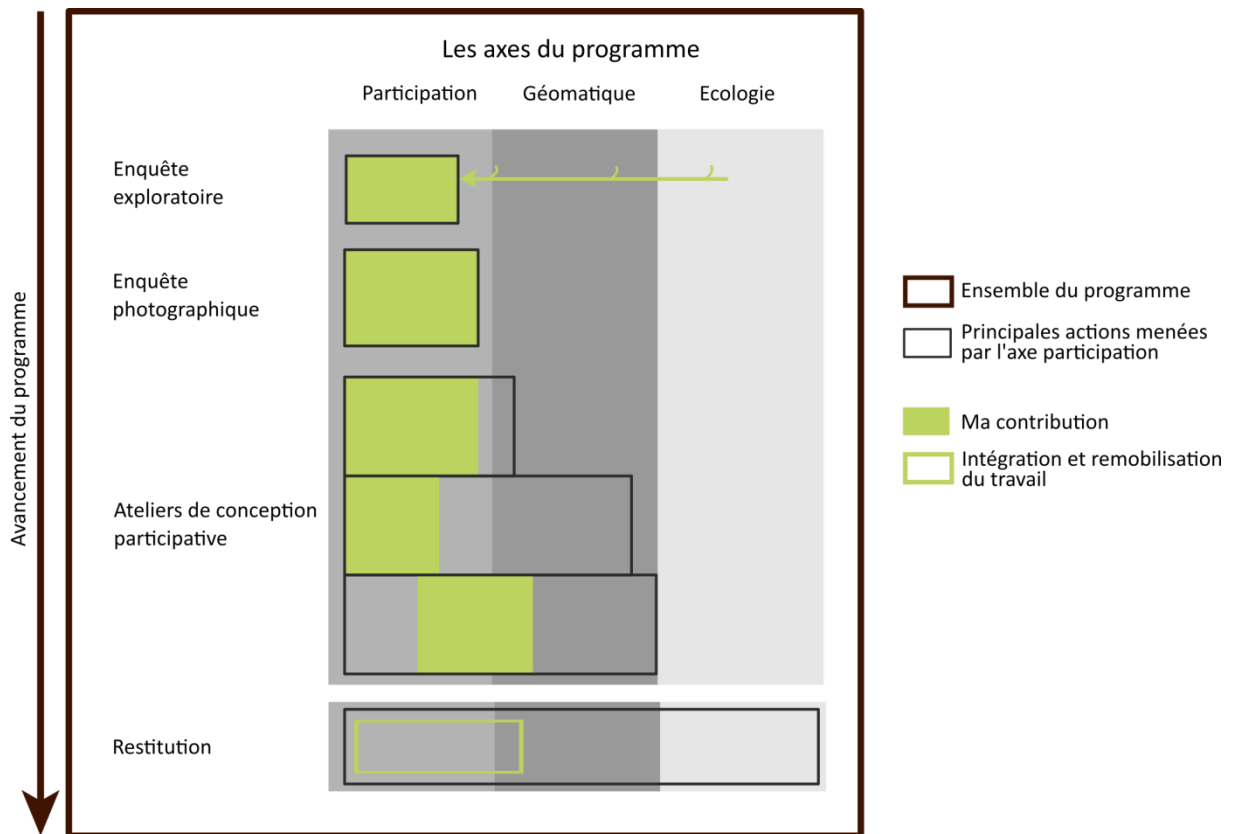 Les axes du programme
Participation
Géomatique
Ecologie
Enquête
exploratoire
Enquête
photographique
Ateliers de conception
participative
Restitution
Avancement du programme
Ensemble du programme
Principales actions menées
par l'axe participation
Ma contribution
Intégration et remobilisation
du travail